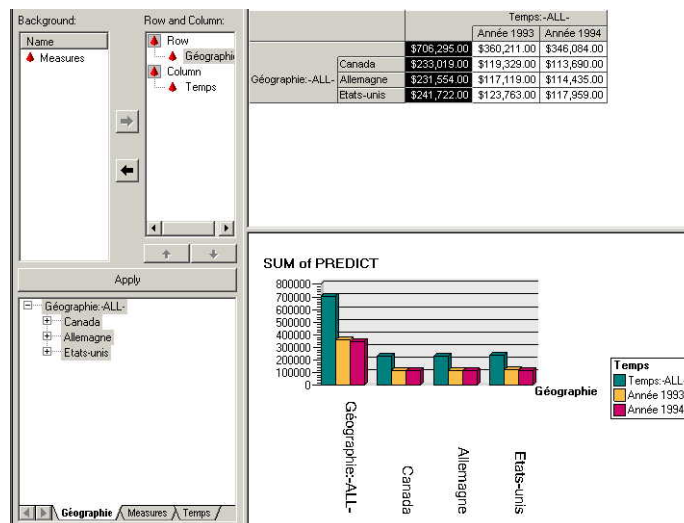 Background:
Row and Column:
Name
Measures
Row
Géographi
Column
Temps
Apply
Géographie:-ALL-
Canada
Allemagne
Etats-unis
Géographie Measures Temps
Temps:-ALL-
Année 1993 Année 1994
$706,295.00 $360,211.00 $346,084.00
Géographie:-ALL- Canada $233,019.00 $119,329.00 $113,690.00
Allemagne $231,554.00 $117,119.00 $114,435.00
Etats-unis $241,722.00 $123,763.00 $117,959.00
SUM of PREDICT
800000
700000
600000
500000
400000
300000
200000
100000
0
Géographie
Géographie:-ALL-
Canada
Allemagne
Etats-unis
Temps
Temps:-ALL-
Année 1993
Année 1994